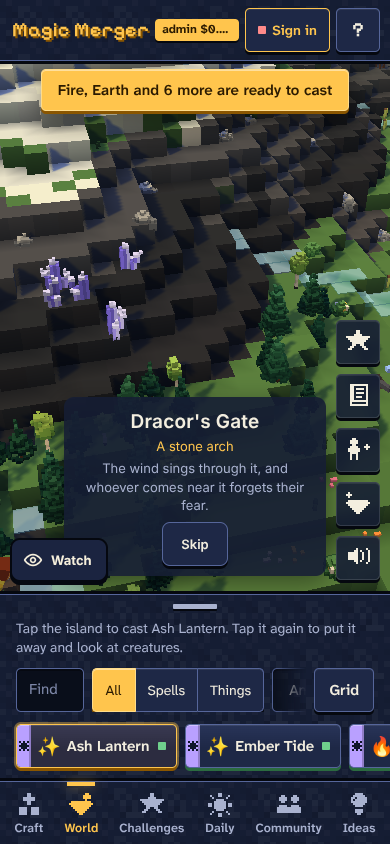 Magic Merger
admin $0....
Sign in
?
Fire, Earth and 6 more are ready to cast
Dracor's Gate
A stone arch
The wind sings through it, and
whoever comes near it forgets their
fear.
Skip
Watch
Tap the island to cast Ash Lantern. Tap it again to put it
away and look at creatures.
Find
All
Spells
Things
Ar
Grid
Ash Lantern
Ember Tide
Craft
World
Challenges
Daily
Community
Ideas